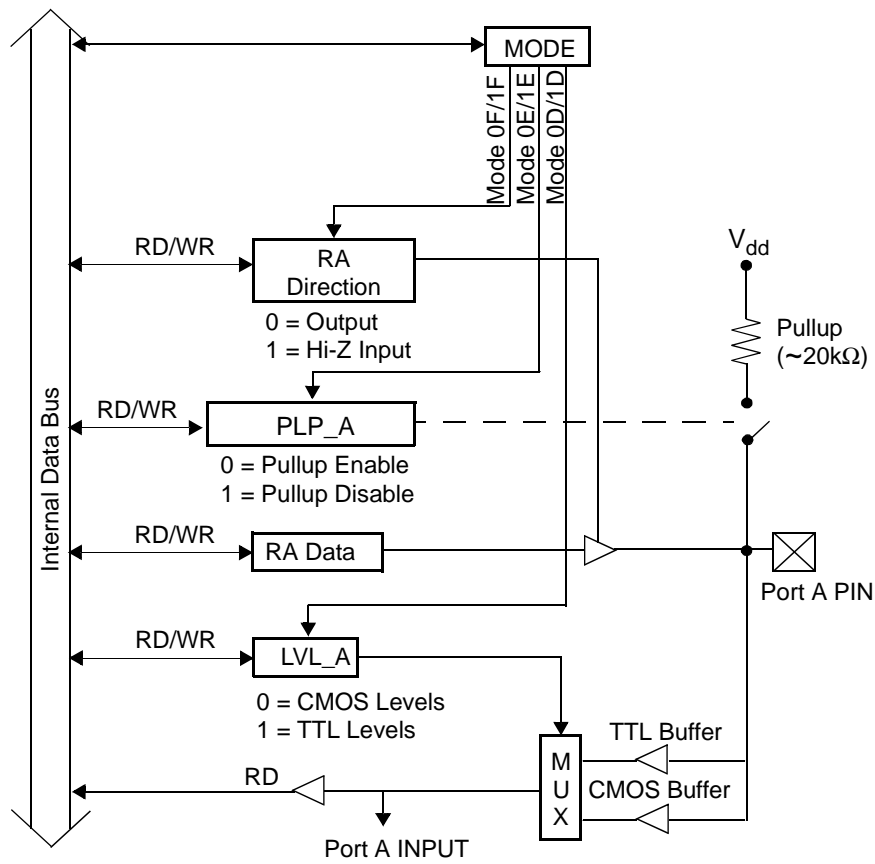 MODE
Mode 0F/1F
Mode 0E/1E
Mode 0D/1D
RD/WR
RA
Direction
0 = Output
1 = Hi-Z Input
Vdd
Pullup
(~20kΩ)
RD/WR
PLP_A
0 = Pullup Enable
1 = Pullup Disable
Internal Data Bus
RD/WR
RA Data
Port A PIN
RD/WR
LVL_A
0 = CMOS Levels
1 = TTL Levels
TTL Buffer
M
U
X
CMOS Buffer
RD
Port A INPUT